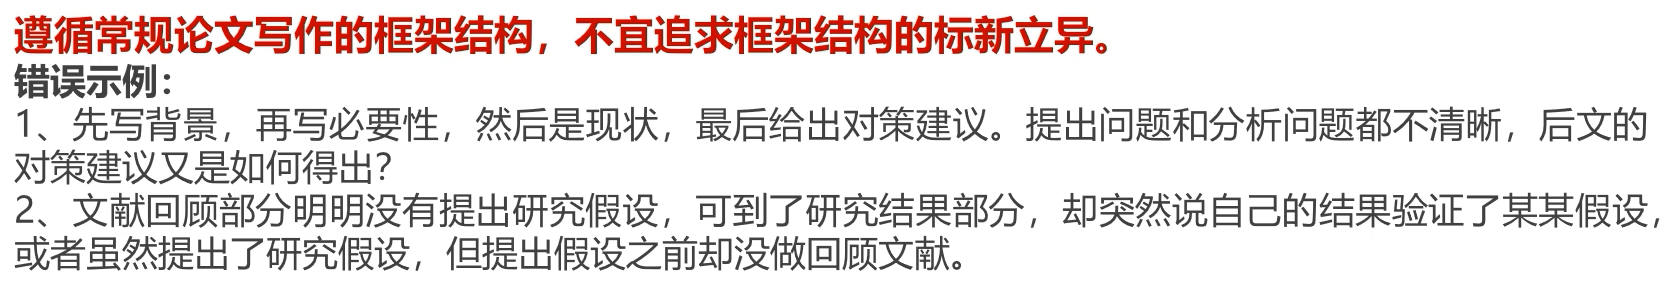 遵循常规论文写作的框架结构，不宜追求框架结构的标新立异。
错误示例：
1、先写背景，再写必要性，然后是现状，最后给出对策建议。提出问题和分析问题都不清晰，后文的
对策建议又是如何得出？
2、文献回顾部分明明没有提出研究假设，可到了研究结果部分，却突然说自己的结果验证了某某假设，
或者虽然提出了研究假设，但提出假设之前却没做回顾文献。